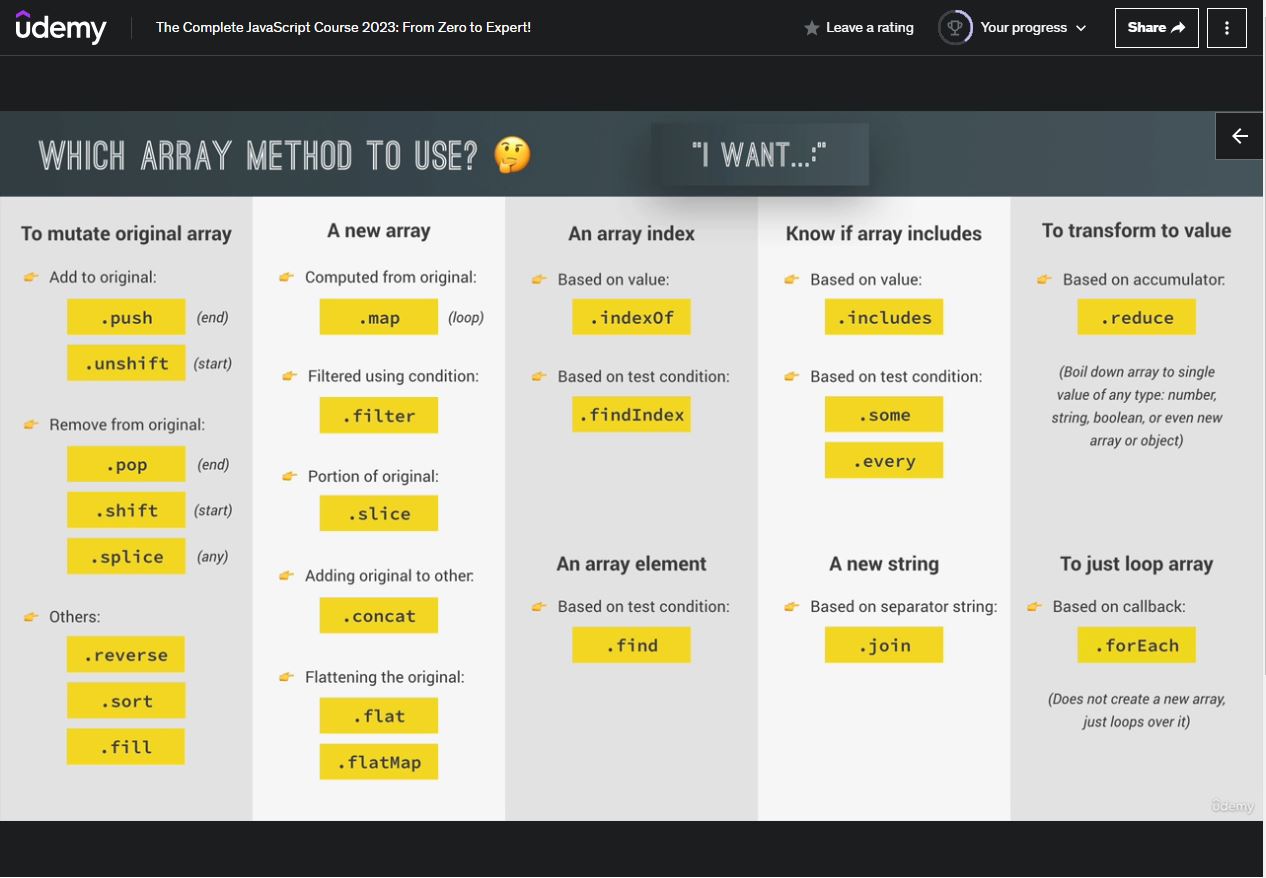 ûdemy
The Complete JavaScript Course 2023: From Zero to Expert!
Leave a rating
Your progress
Share
WHICH ARRAY METHOD TO USE? 🤔
"I WANT...:"
To mutate original array
👉 Add to original:
.push (end)
.unshift (start)
👉 Remove from original:
.pop (end)
.shift (start)
.splice (any)
👉 Others:
.reverse
.sort
.fill
A new array
👉 Computed from original:
.map (loop)
👉 Filtered using condition:
.filter
👉 Portion of original:
.slice
👉 Adding original to other:
.concat
👉 Flattening the original:
.flat
.flatMap
An array index
👉 Based on value:
.indexOf
👉 Based on test condition:
.findIndex
An array element
👉 Based on test condition:
.find
Know if array includes
👉 Based on value:
.includes
👉 Based on test condition:
.some
.every
A new string
👉 Based on separator string:
.join
To transform to value
👉 Based on accumulator:
.reduce
(Boil down array to single
value of any type: number,
string, boolean, or even new
array or object)
To just loop array
👉 Based on callback:
.forEach
(Does not create a new array,
just loops over it)
ûdemy